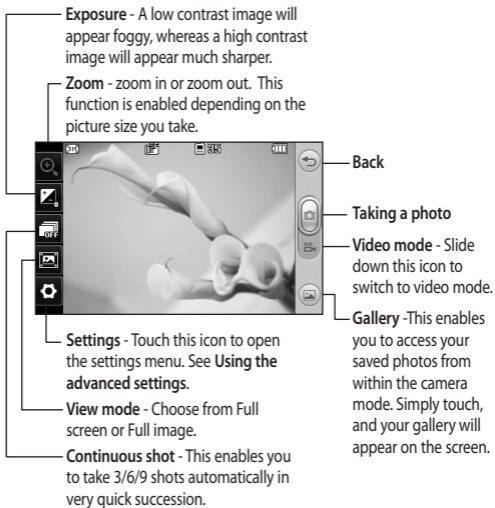 Exposure - A low contrast image will
appear foggy, whereas a high contrast
image will appear much sharper.
Zoom - zoom in or zoom out. This
function is enabled depending on the
picture size you take.
3M
35
OFF
Back
Taking a photo
Video mode - Slide
down this icon to
switch to video mode.
Gallery -This enables
you to access your
saved photos from
within the camera
mode. Simply touch,
and your gallery will
appear on the screen.
Settings - Touch this icon to open
the settings menu. See Using the
advanced settings.
View mode - Choose from Full
screen or Full image.
Continuous shot - This enables you
to take 3/6/9 shots automatically in
very quick succession.